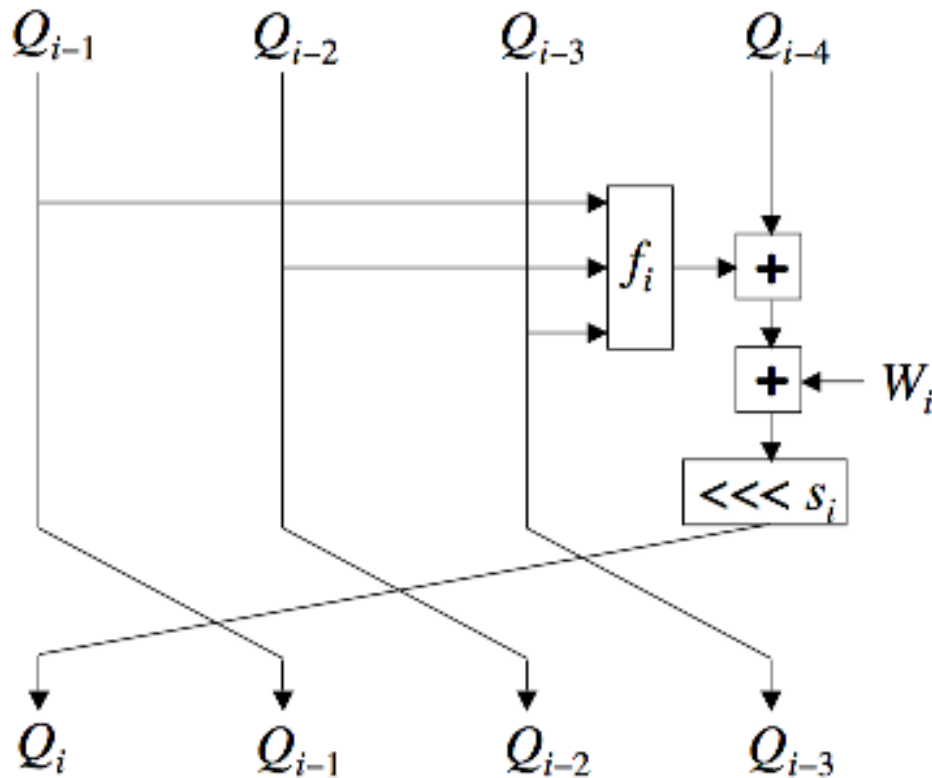 Q_{i-1} Q_{i-2} Q_{i-3} Q_{i-4}
f_i +
+ W_i
<<< s_i
Q_i Q_{i-1} Q_{i-2} Q_{i-3}